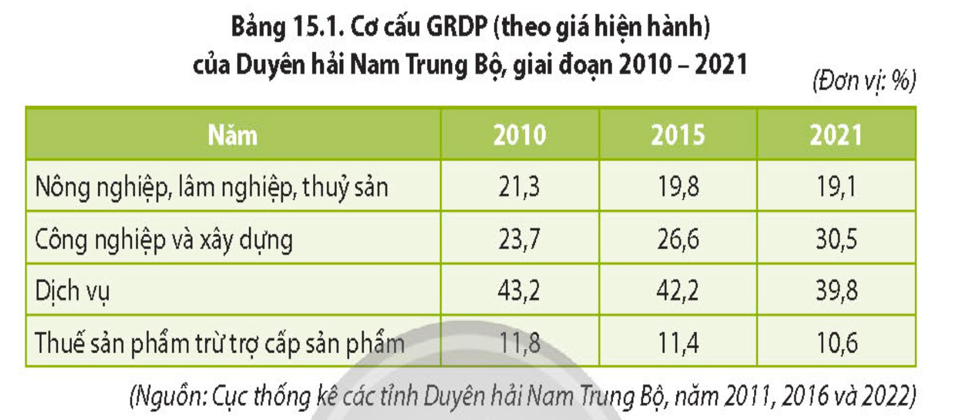 Bảng 15.1. Cơ cấu GRDP (theo giá hiện hành)
của Duyên hải Nam Trung Bộ, giai đoạn 2010 – 2021
(Đơn vị: %)
Năm 2010 2015 2021
Nông nghiệp, lâm nghiệp, thuỷ sản 21,3 19,8 19,1
Công nghiệp và xây dựng 23,7 26,6 30,5
Dịch vụ 43,2 42,2 39,8
Thuế sản phẩm trừ trợ cấp sản phẩm 11,8 11,4 10,6
(Nguồn: Cục thống kê các tỉnh Duyên hải Nam Trung Bộ, năm 2011, 2016 và 2022)